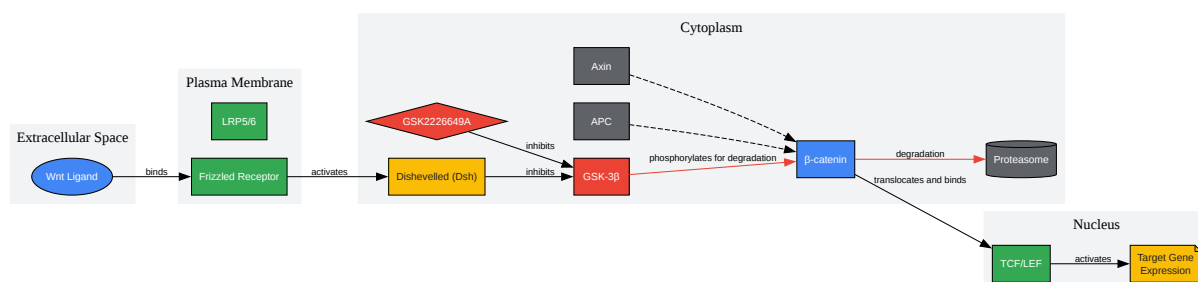 Cytoplasm
Axin
Plasma Membrane
LRP5/6
GSK2226649A
APC
Extracellular Space
inhibits
Wnt Ligand
binds
Frizzled Receptor
activates
Dishevelled (Dsh)
inhibits
GSK-3β
phosphorylates for degradation
β-catenin
degradation
Proteasome
translocates and binds
Nucleus
TCF/LEF
activates
Target Gene
Expression